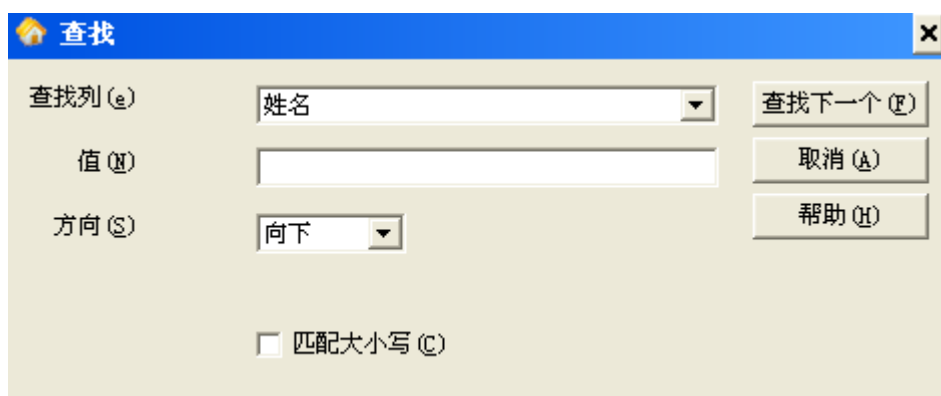 查找
查找列(e) 姓名 查找下一个(F)
值(N) 取消(A)
方向(S) 向下 帮助(H)
匹配大小写(C)